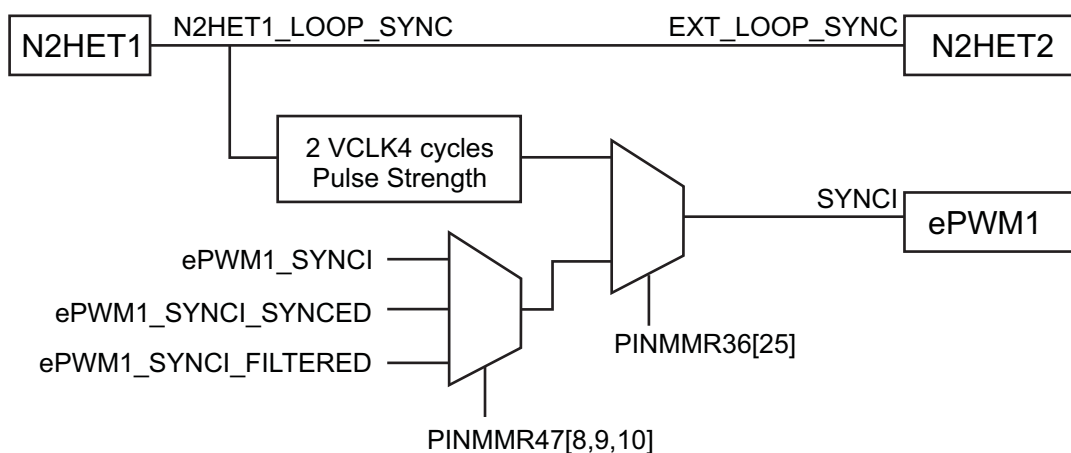 N2HET1
N2HET1_LOOP_SYNC
EXT_LOOP_SYNC
N2HET2
2 VCLK4 cycles
Pulse Strength
SYNCI
ePWM1
ePWM1_SYNCI
ePWM1_SYNCI_SYNCED
ePWM1_SYNCI_FILTERED
PINMMR36[25]
PINMMR47[8,9,10]